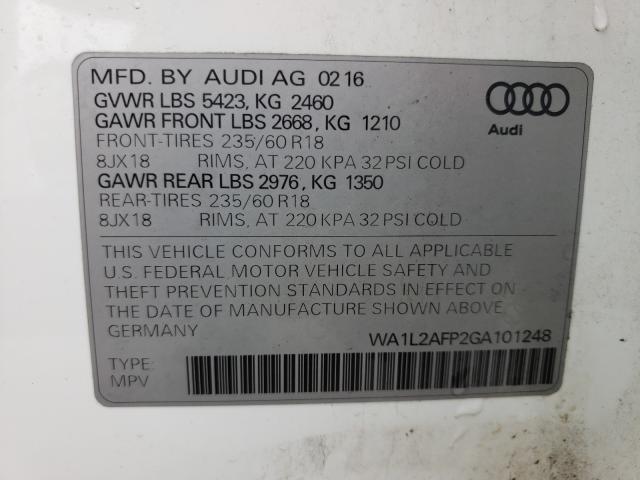 MFD. BY AUDI AG 02 16
GVWR LBS 5423, KG 2460
GAWR FRONT LBS 2668, KG 1210
FRONT-TIRES 235/60 R18
8JX18 RIMS, AT 220 KPA 32 PSI COLD
GAWR REAR LBS 2976, KG 1350
REAR-TIRES 235/60 R18
8JX18 RIMS, AT 220 KPA 32 PSI COLD
Audi
THIS VEHICLE CONFORMS TO ALL APPLICABLE
U.S. FEDERAL MOTOR VEHICLE SAFETY AND
THEFT PREVENTION STANDARDS IN EFFECT ON
THE DATE OF MANUFACTURE SHOWN ABOVE,
GERMANY
WA1L2AFP2GA101248
TYPE:
MPV